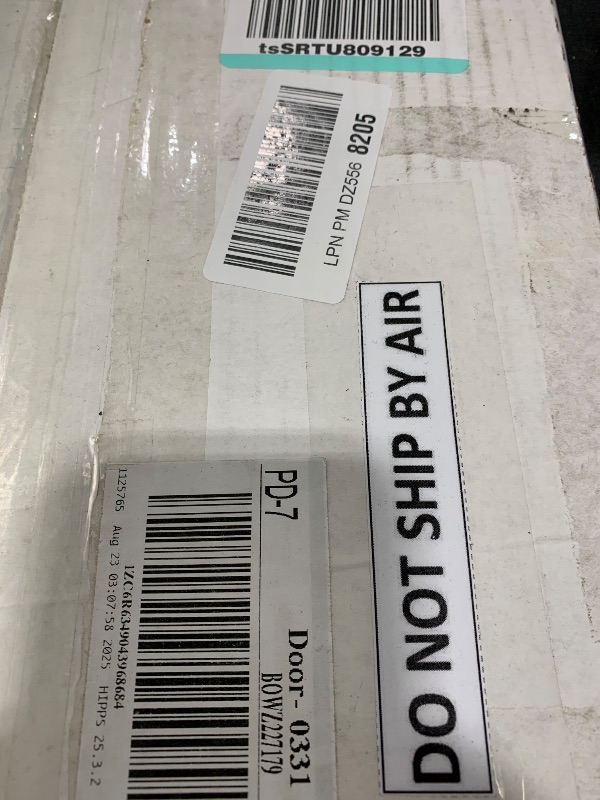 tsSRTU809129
LPN PM DZ556 8205
DO NOT SHIP BY AIR
PD-7
Door- 0331
BOWZ227179
1ZC6R6349043968684
1125765 Aug 23 03:07:58 2025 HIPPS 25.3.2